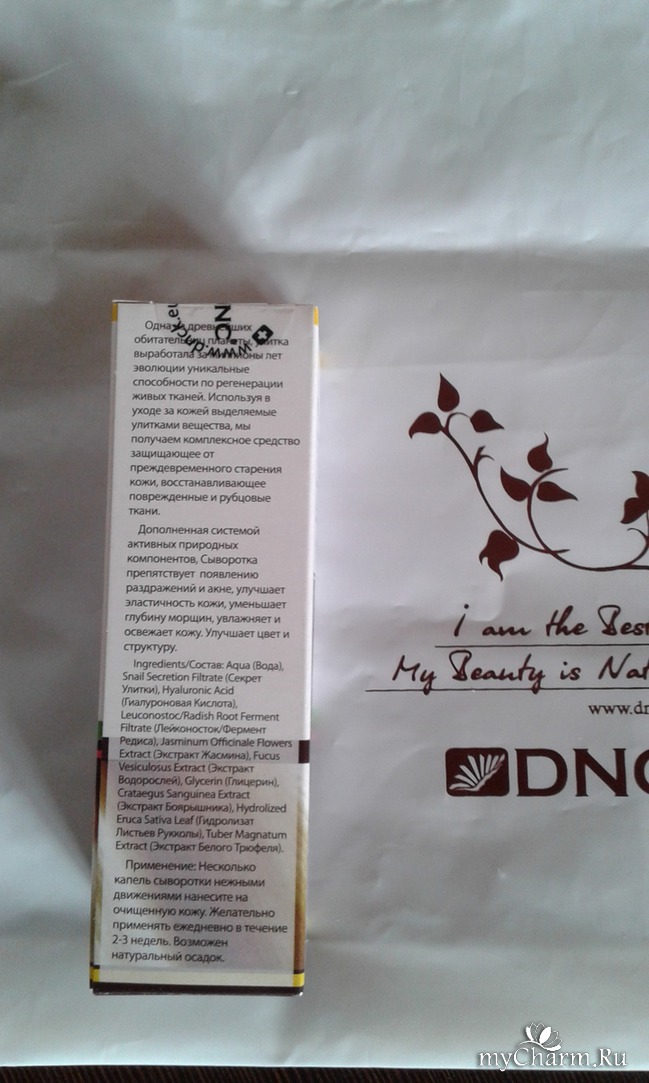 www.dnck.eu
NC.
Одна древнейших
обитательниц планеты, улитка
выработала за миллионы лет
эволюции уникальные
способности по регенерации
живых тканей. Используя в
уходе за кожей выделяемые
улитками вещества, мы
получаем комплексное средство
защищающее от
преждевременного старения
кожи, восстанавливающее
поврежденные и рубцовые
ткани.
Дополненная системой
активных природных
компонентов, Сыворотка
препятствует появлению
раздражений и акне, улучшает
эластичность кожи, уменьшает
глубину морщин, увлажняет и
освежает кожу. Улучшает цвет и
структуру.
Ingredients/Состав: Aqua (Вода),
Snail Secretion Filtrate (Секрет
Улитки), Hyaluronic Acid
(Гиалуроновая Кислота),
Leuconostoc/Radish Root Ferment
Filtrate (Лейконосток/Фермент
Редиса), Jasminum Officinale Flowers
Extract (Экстракт Жасмина), Fucus
Vesiculosus Extract (Экстракт
Водорослей), Glycerin (Глицерин),
Crataegus Sanguinea Extract
(Экстракт Боярышника), Hydrolized
Eruca Sativa Leaf (Гидролизат
Листьев Рукколы), Tuber Magnatum
Extract (Экстракт Белого Трюфеля).
Применение: Несколько
капель сыворотки нежными
движениями нанесите на
очищенную кожу. Желательно
применять ежедневно в течение
2-3 недель. Возможен
натуральный осадок.
i am the Bes
My Beauty is Nat
www.dn
DNC
myCharm.Ru